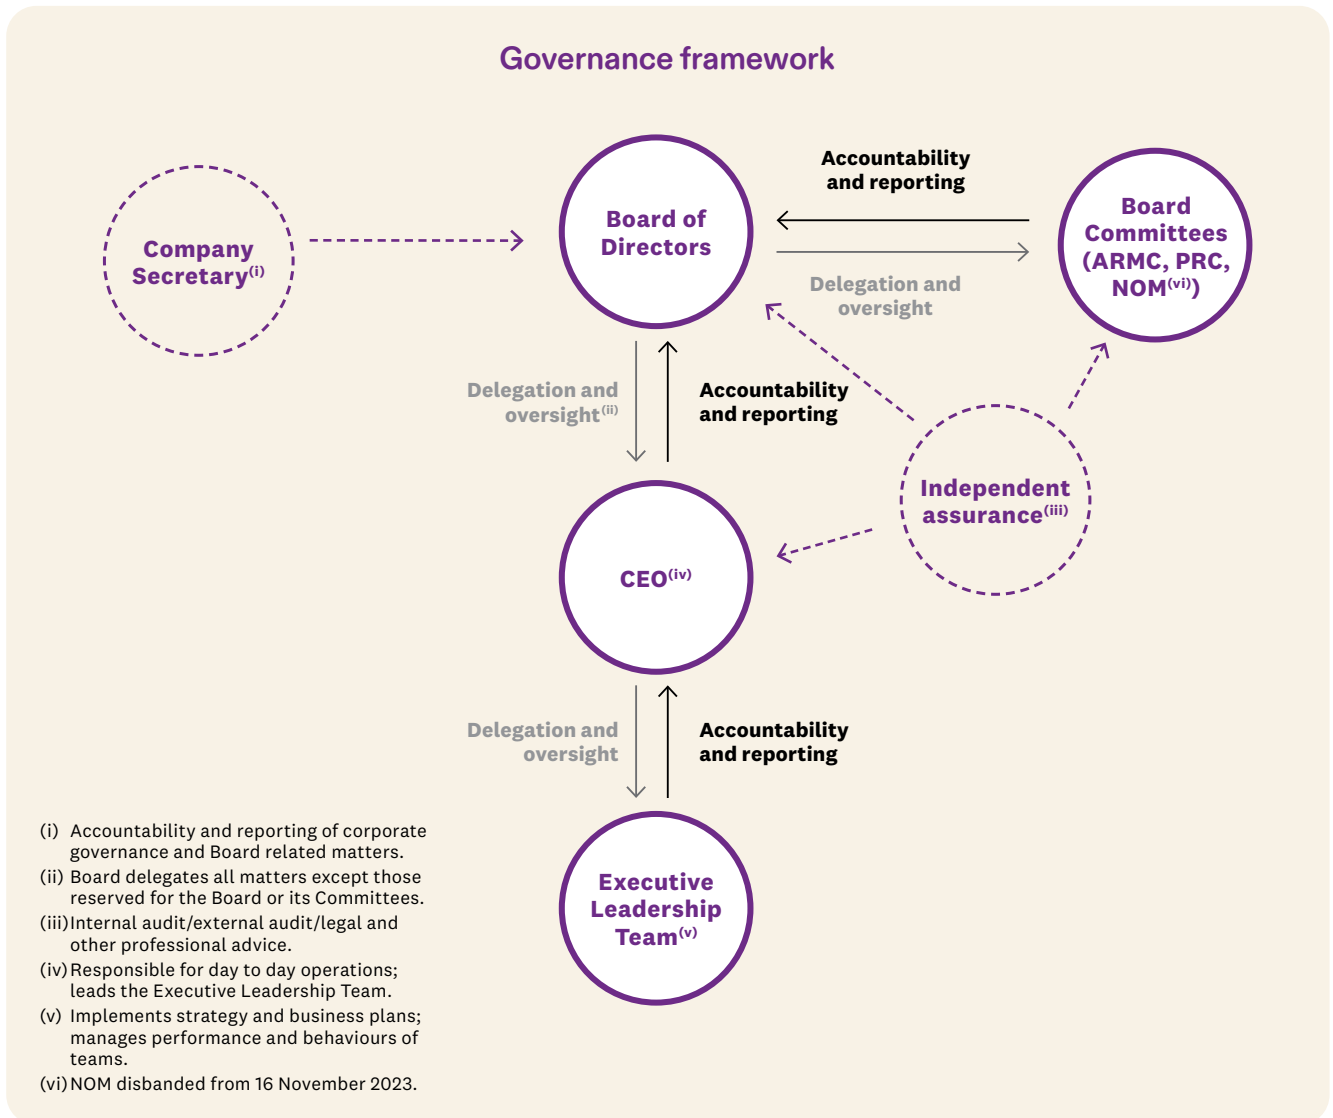 Governance framework
Company
Secretary(i)
Board of
Directors
Accountability
and reporting
Delegation and
oversight
Board
Committees
(ARMC, PRC,
NOM(vi))
Delegation and
oversight(ii)
Accountability
and reporting
Independent
assurance(iii)
CEO(iv)
Delegation and
oversight
Accountability
and reporting
Executive
Leadership
Team(v)
(i) Accountability and reporting of corporate
governance and Board related matters.
(ii) Board delegates all matters except those
reserved for the Board or its Committees.
(iii) Internal audit/external audit/legal and
other professional advice.
(iv) Responsible for day to day operations;
leads the Executive Leadership Team.
(v) Implements strategy and business plans;
manages performance and behaviours of
teams.
(vi) NOM disbanded from 16 November 2023.